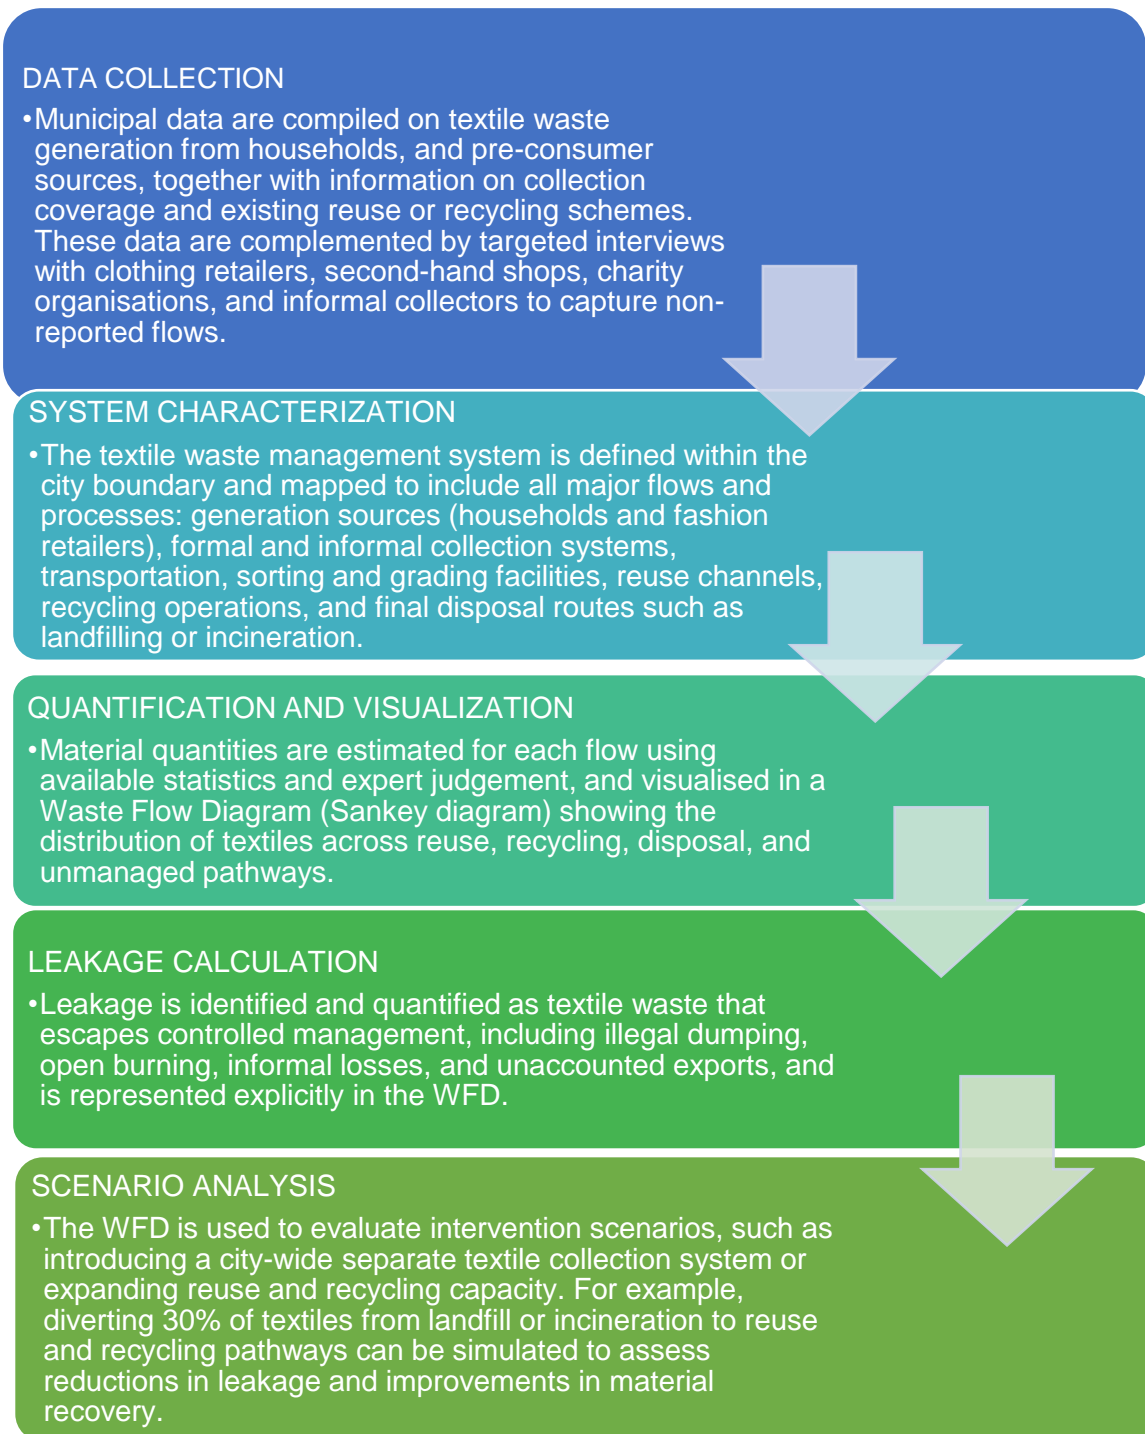 DATA COLLECTION
•Municipal data are compiled on textile waste
generation from households, and pre-consumer
sources, together with information on collection
coverage and existing reuse or recycling schemes.
These data are complemented by targeted interviews
with clothing retailers, second-hand shops, charity
organisations, and informal collectors to capture non-
reported flows.
SYSTEM CHARACTERIZATION
•The textile waste management system is defined within the
city boundary and mapped to include all major flows and
processes: generation sources (households and fashion
retailers), formal and informal collection systems,
transportation, sorting and grading facilities, reuse channels,
recycling operations, and final disposal routes such as
landfilling or incineration.
QUANTIFICATION AND VISUALIZATION
•Material quantities are estimated for each flow using
available statistics and expert judgement, and visualised in a
Waste Flow Diagram (Sankey diagram) showing the
distribution of textiles across reuse, recycling, disposal, and
unmanaged pathways.
LEAKAGE CALCULATION
•Leakage is identified and quantified as textile waste that
escapes controlled management, including illegal dumping,
open burning, informal losses, and unaccounted exports, and
is represented explicitly in the WFD.
SCENARIO ANALYSIS
•The WFD is used to evaluate intervention scenarios, such as
introducing a city-wide separate textile collection system or
expanding reuse and recycling capacity. For example,
diverting 30% of textiles from landfill or incineration to reuse
and recycling pathways can be simulated to assess
reductions in leakage and improvements in material
recovery.